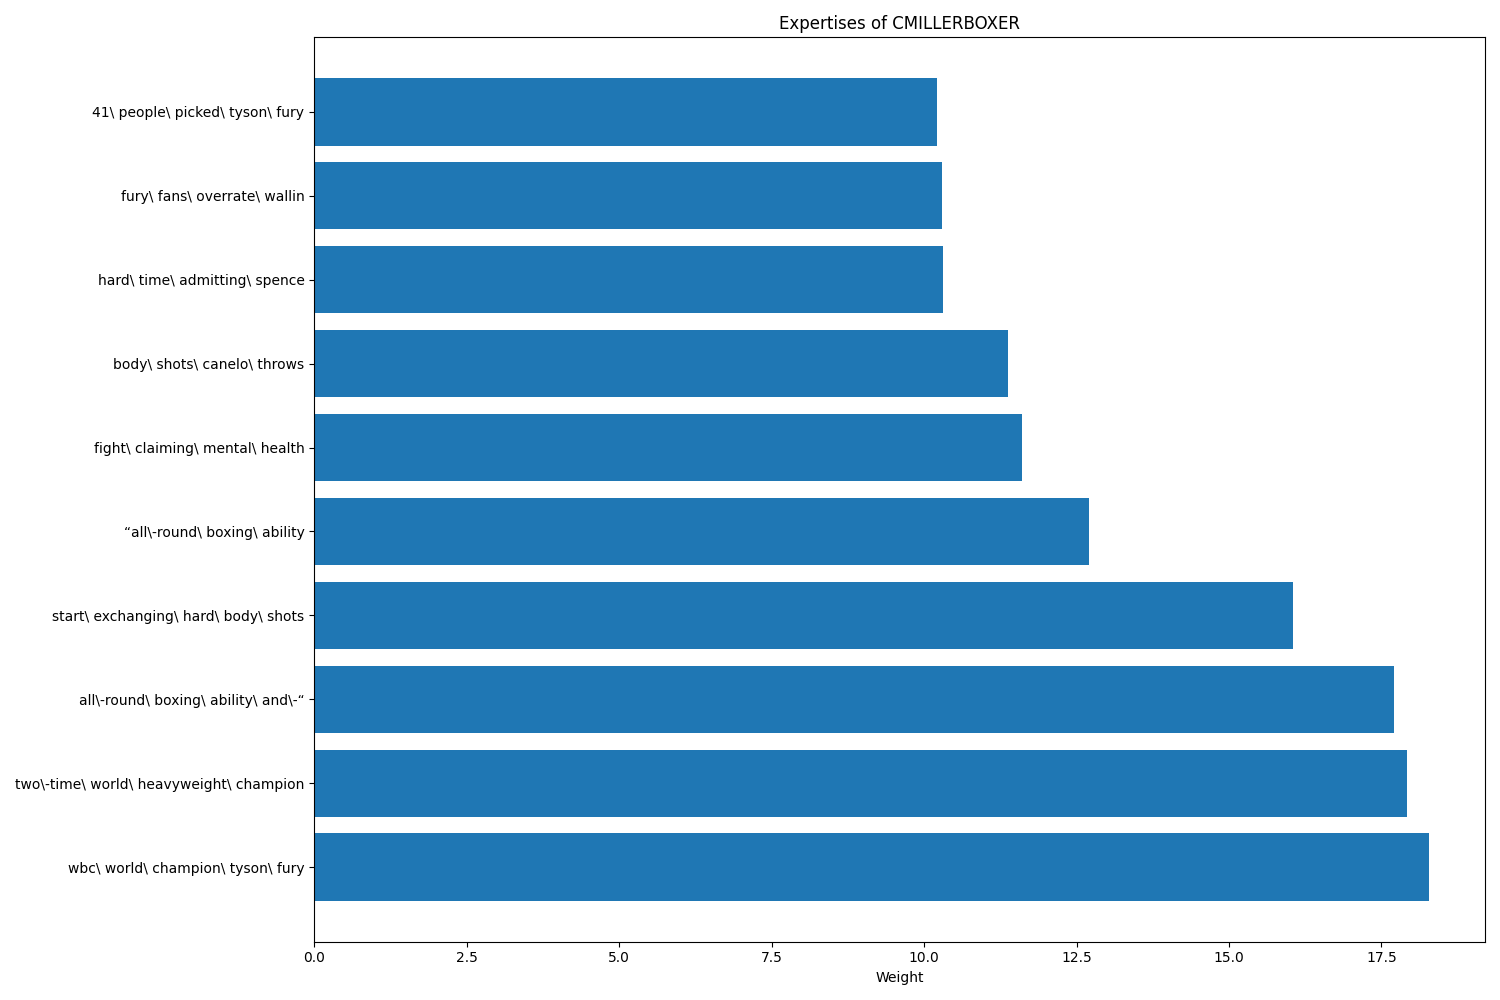 Expertises of CMILLERBOXER
41\ people\ picked\ tyson\ fury
fury\ fans\ overrate\ wallin
hard\ time\ admitting\ spence
body\ shots\ canelo\ throws
fight\ claiming\ mental\ health
“all\-round\ boxing\ ability
start\ exchanging\ hard\ body\ shots
all\-round\ boxing\ ability\ and\-“
two\-time\ world\ heavyweight\ champion
wbc\ world\ champion\ tyson\ fury
0.0 2.5 5.0 7.5 10.0 12.5 15.0 17.5
Weight